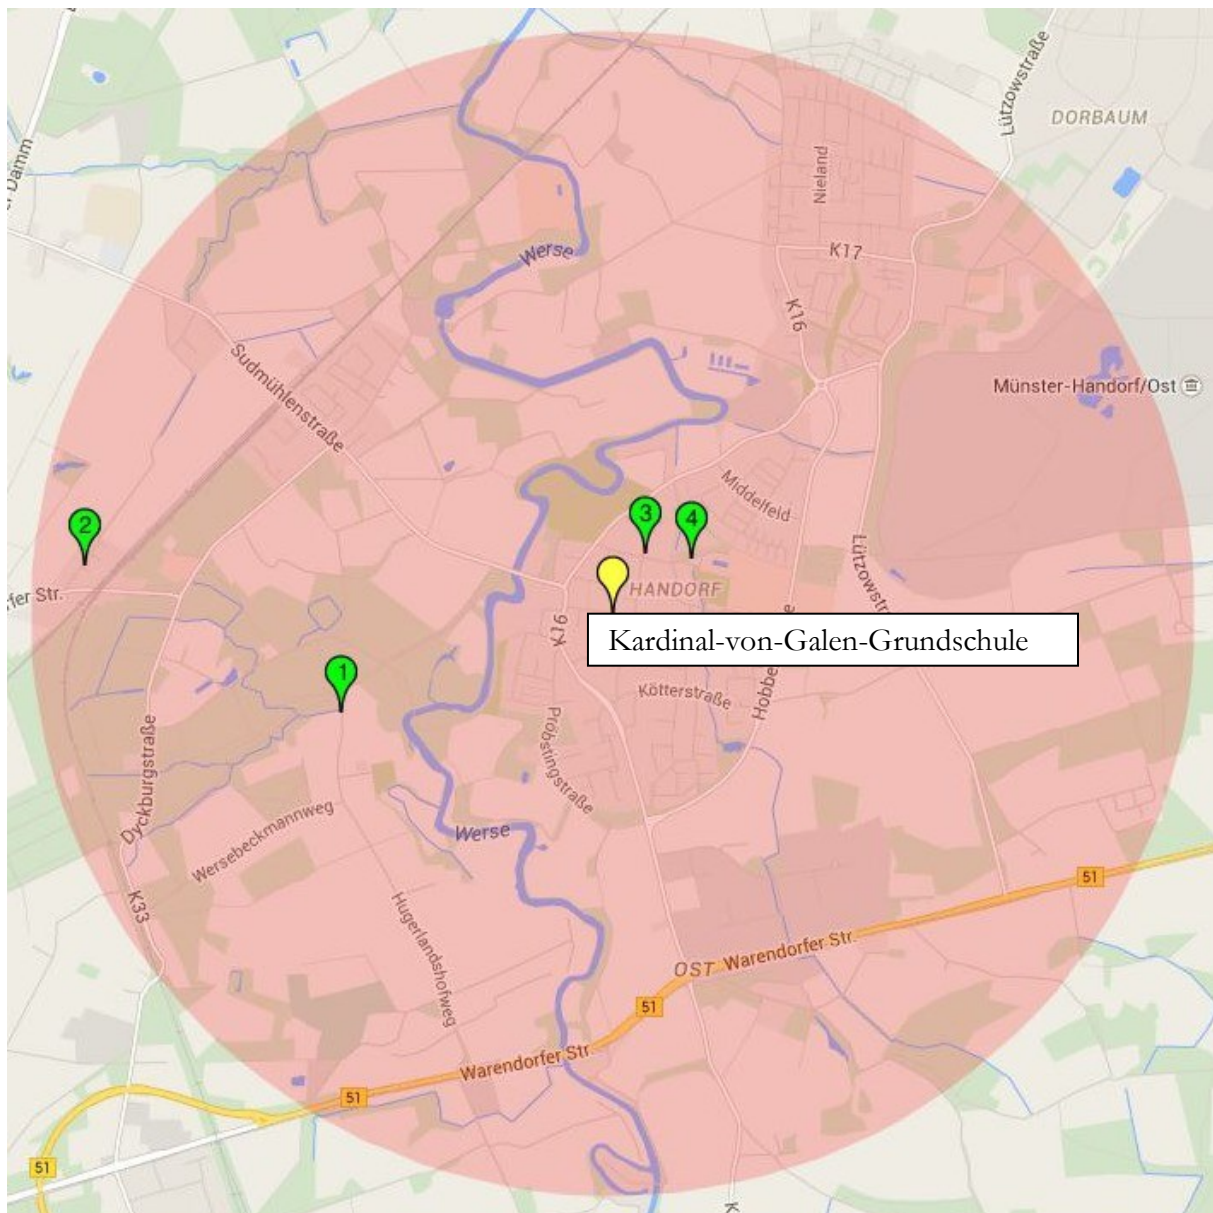 Lützowstraße
DORBAUM
Damm
Nieland
Werse
K17
K16
Sudmühlenstraße
Münster-Handorf/Ost
2
3
4
Middelfeld
Lützowstr
HANDORF
Str.
K16
Kardinal-von-Galen-Grundschule
1
Kötterstraße
Hobbe
Pröbstingstraße
Dyckburgstraße
Wersebeckmannweg
Werse
K33
Hugerlandshofweg
51
OST
Warendorfer Str.
51
Warendorfer Str.
51
51